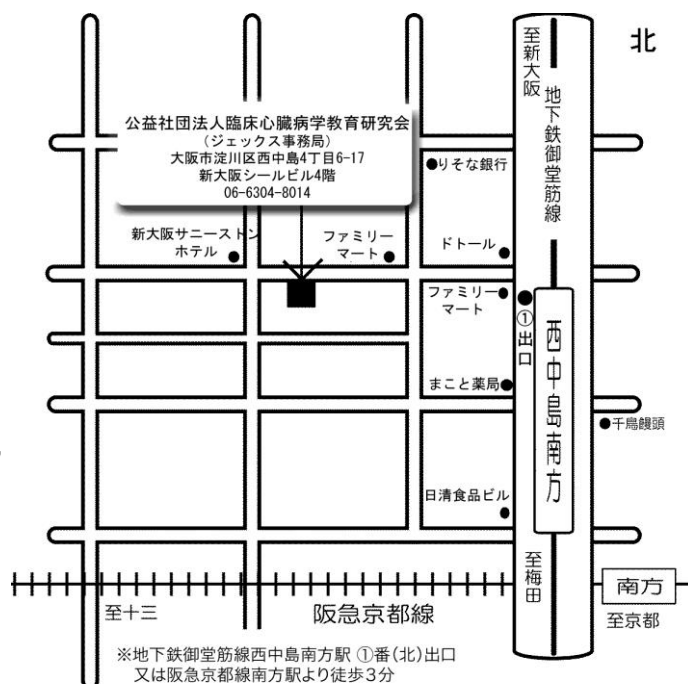 北
至新大阪
地下鉄御堂筋線
公益社団法人臨床心臓病学教育研究会
(ジェックス事務局)
大阪市淀川区西中島4丁目6-17
新大阪シールビル4階
06-6304-8014
●りそな銀行
新大阪サニーストン
ホテル
ファミリー
マート
ドトール
ファミリー
マート
①出口
西中島南方
まこと薬局
千鳥饅頭
日清食品ビル
至梅田
南方
至十三
阪急京都線
至京都
※地下鉄御堂筋線西中島南方駅 ①番(北)出口
又は阪急京都線南方駅より徒歩3分